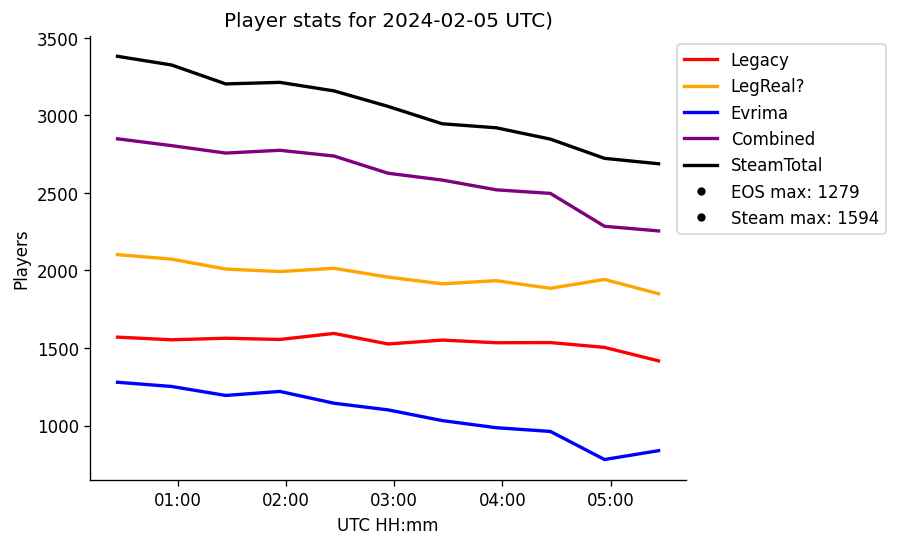 Player stats for 2024-02-05 UTC)
3500
3000
2500
2000
1500
1000
Players
01:00
02:00
03:00
04:00
05:00
UTC HH:mm
Legacy
LegReal?
Evrima
Combined
SteamTotal
EOS max: 1279
Steam max: 1594